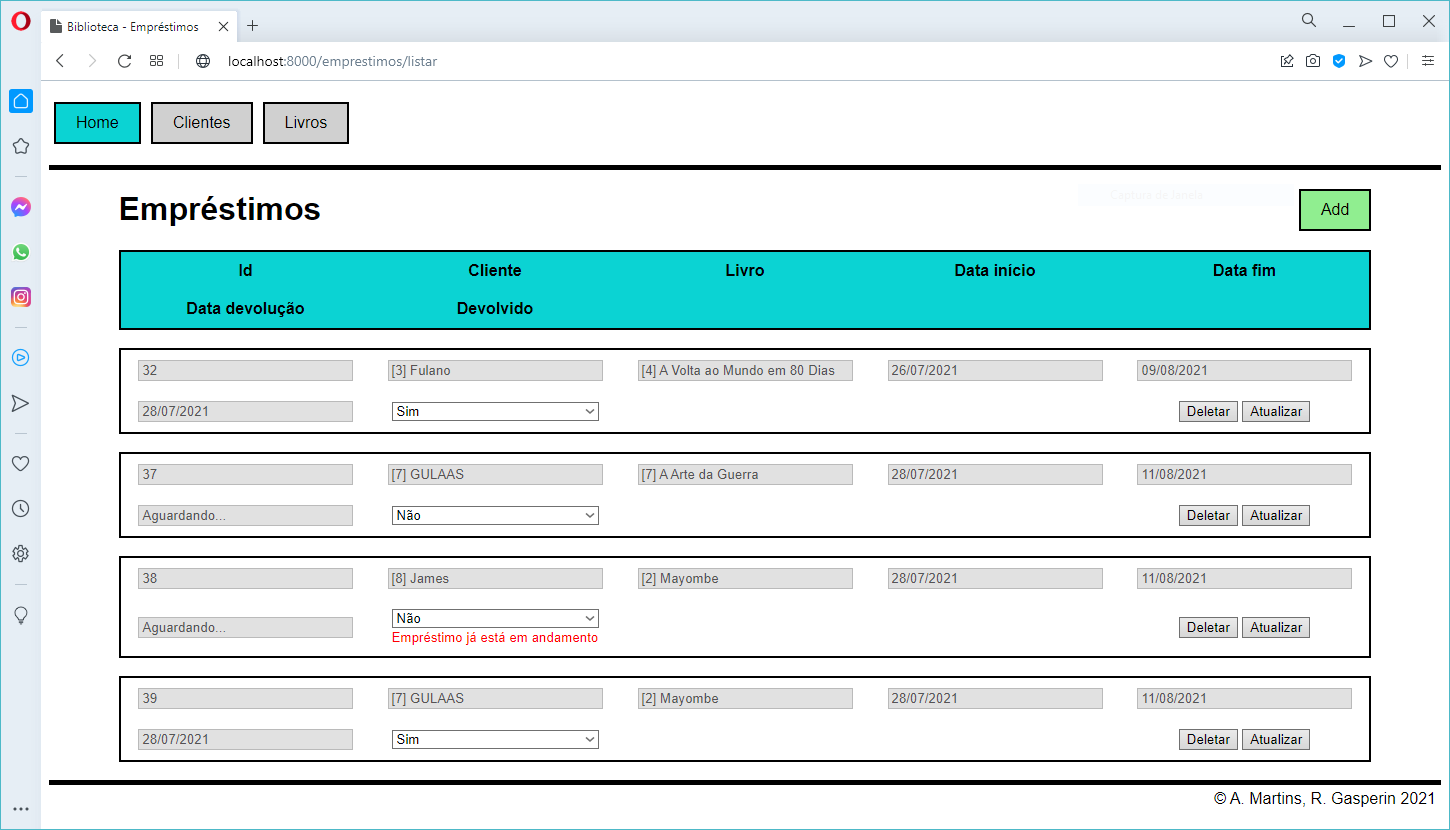 Biblioteca - Empréstimos
localhost:8000/emprestimos/listar
Home Clientes Livros
Empréstimos
Add
Id Cliente Livro Data início Data fim
Data devolução Devolvido
32 [3] Fulano [4] A Volta ao Mundo em 80 Dias 26/07/2021 09/08/2021
28/07/2021 Sim Deletar Atualizar
37 [7] GULAAS [7] A Arte da Guerra 28/07/2021 11/08/2021
Aguardando... Não Deletar Atualizar
38 [8] James [2] Mayombe 28/07/2021 11/08/2021
Aguardando... Não Deletar Atualizar
Empréstimo já está em andamento
39 [7] GULAAS [2] Mayombe 28/07/2021 11/08/2021
28/07/2021 Sim Deletar Atualizar
© A. Martins, R. Gasperin 2021